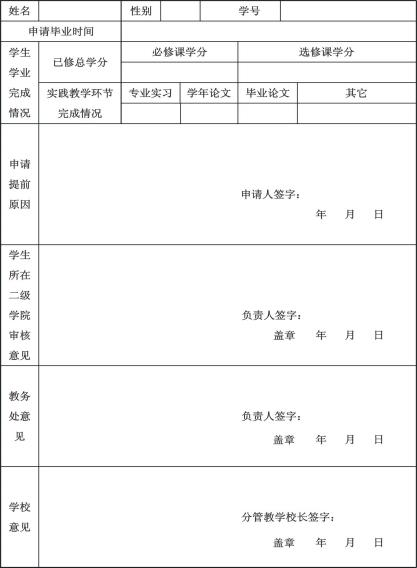 姓名 性别 学号
申请毕业时间
学生学业完成情况 已修总学分 必修课学分 选修课学分
实践教学环节完成情况 专业实习 学年论文 毕业论文 其它
申请提前原因
申请人签字：
年 月 日
学生所在二级学院审核意见
负责人签字：
盖章 年 月 日
教务处意见
负责人签字：
盖章 年 月 日
学校意见
分管教学校长签字：
盖章 年 月 日